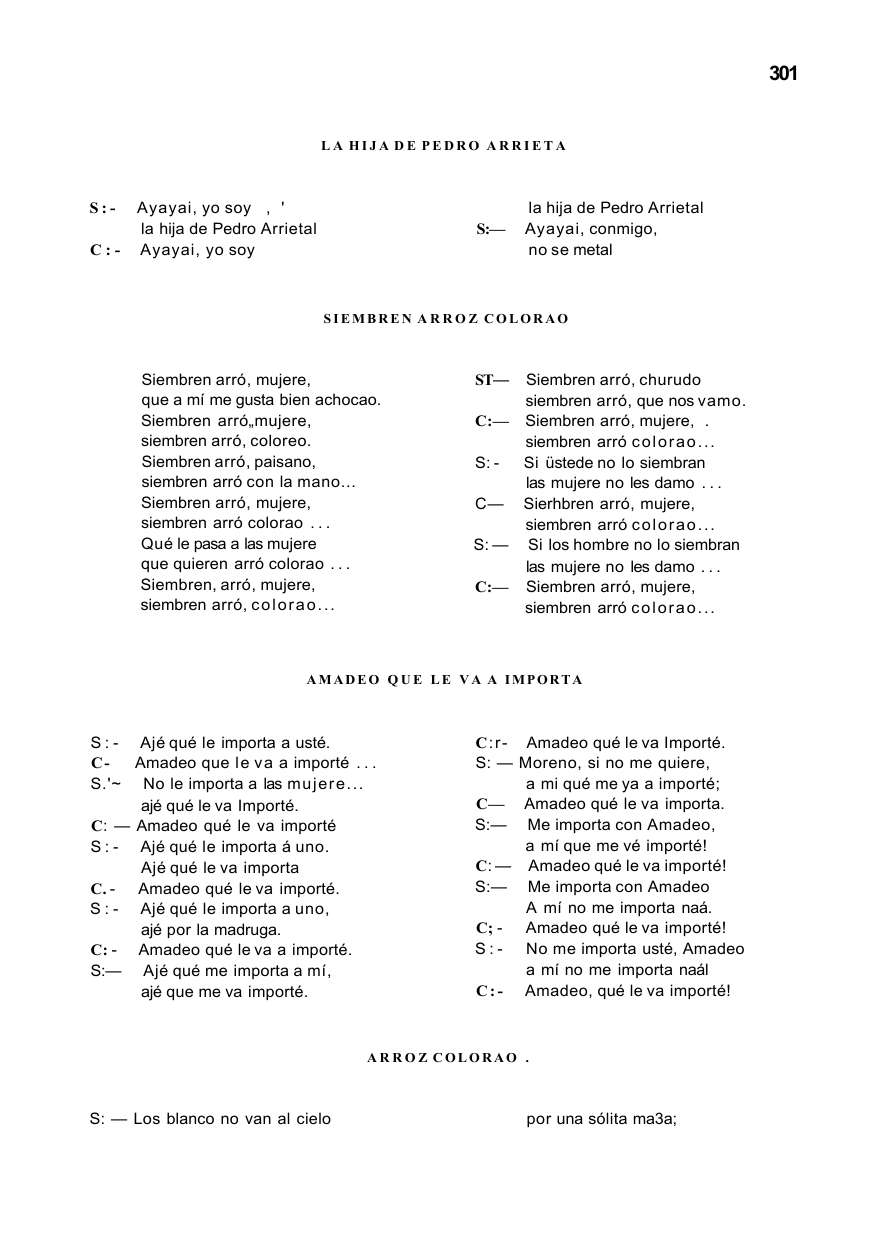 301
LA HIJA DE PEDRO ARRIETA
S:- Ayayai, yo soy , '
la hija de Pedro Arrietal
C:- Ayayai, yo soy
la hija de Pedro Arrietal
S:— Ayayai, conmigo,
no se metal
SIEMBREN ARROZ COLORAO
Siembren arró, mujere,
que a mí me gusta bien achocao.
Siembren arró„mujere,
siembren arró, coloreo.
Siembren arró, paisano,
siembren arró con la mano...
Siembren arró, mujere,
siembren arró colorao ...
Qué le pasa a las mujere
que quieren arró colorao ...
Siembren, arró, mujere,
siembren arró, colorao...
ST— Siembren arró, churudo
siembren arró, que nos vamo.
C:— Siembren arró, mujere, .
siembren arró colorao...
S: - Si üstede no lo siembran
las mujere no les damo ...
C— Sierhbren arró, mujere,
siembren arró colorao...
S: — Si los hombre no lo siembran
las mujere no les damo ...
C:— Siembren arró, mujere,
siembren arró colorao...
AMADEO QUE LE VA A IMPORTA
S:- Ajé qué le importa a usté.
C- Amadeo que le va a importé ...
S.'~ No le importa a las mujere...
ajé qué le va Importé.
C: — Amadeo qué le va importé
S:- Ajé qué le importa á uno.
Ajé qué le va importa
C.- Amadeo qué le va importé.
S:- Ajé qué le importa a uno,
ajé por la madruga.
C:- Amadeo qué le va a importé.
S:— Ajé qué me importa a mí,
ajé que me va importé.
C:r- Amadeo qué le va Importé.
S: — Moreno, si no me quiere,
a mi qué me ya a importé;
C— Amadeo qué le va importa.
S:— Me importa con Amadeo,
a mí que me vé importé!
C: — Amadeo qué le va importé!
S:— Me importa con Amadeo
A mí no me importa naá.
C; - Amadeo qué le va importé!
S:- No me importa usté, Amadeo
a mí no me importa naál
C:- Amadeo, qué le va importé!
ARROZ COLORAO .
S: — Los blanco no van al cielo
por una sólita ma3a;